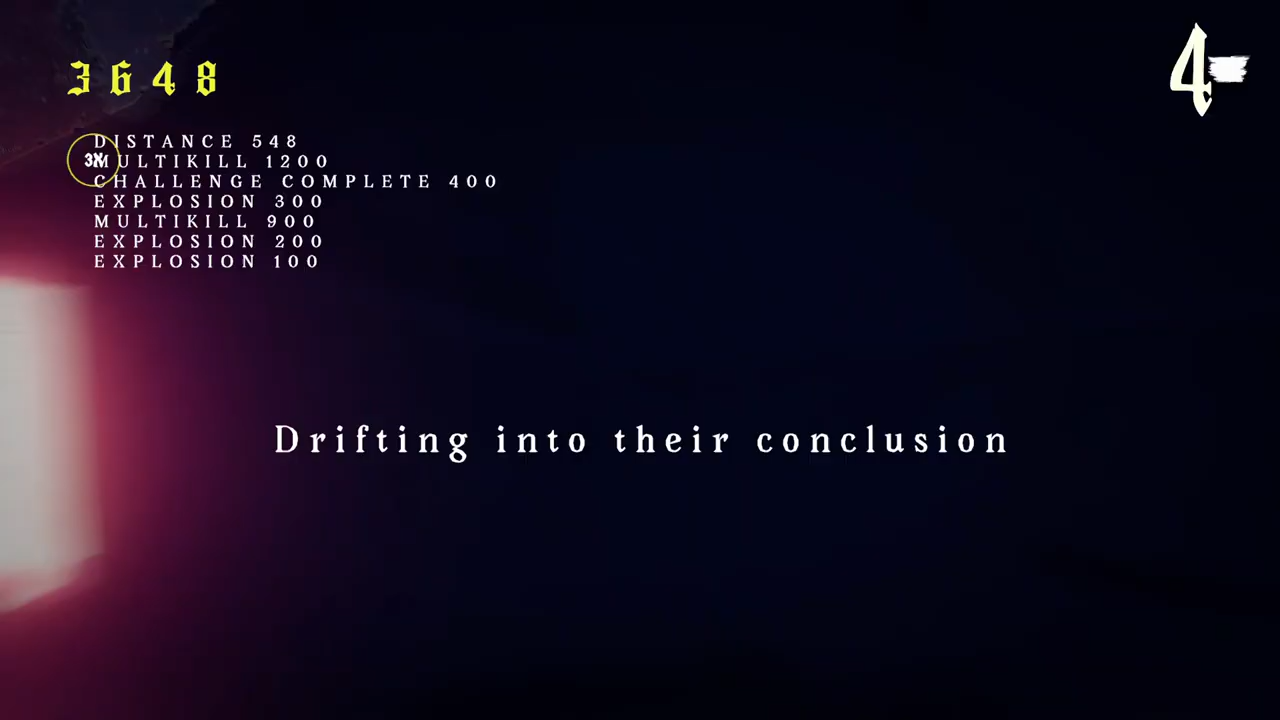 3648
4
DISTANCE 548
3X
MULTIKILL 1200
CHALLENGE COMPLETE 400
EXPLOSION 300
MULTIKILL 900
EXPLOSION 200
EXPLOSION 100
Drifting into their conclusion